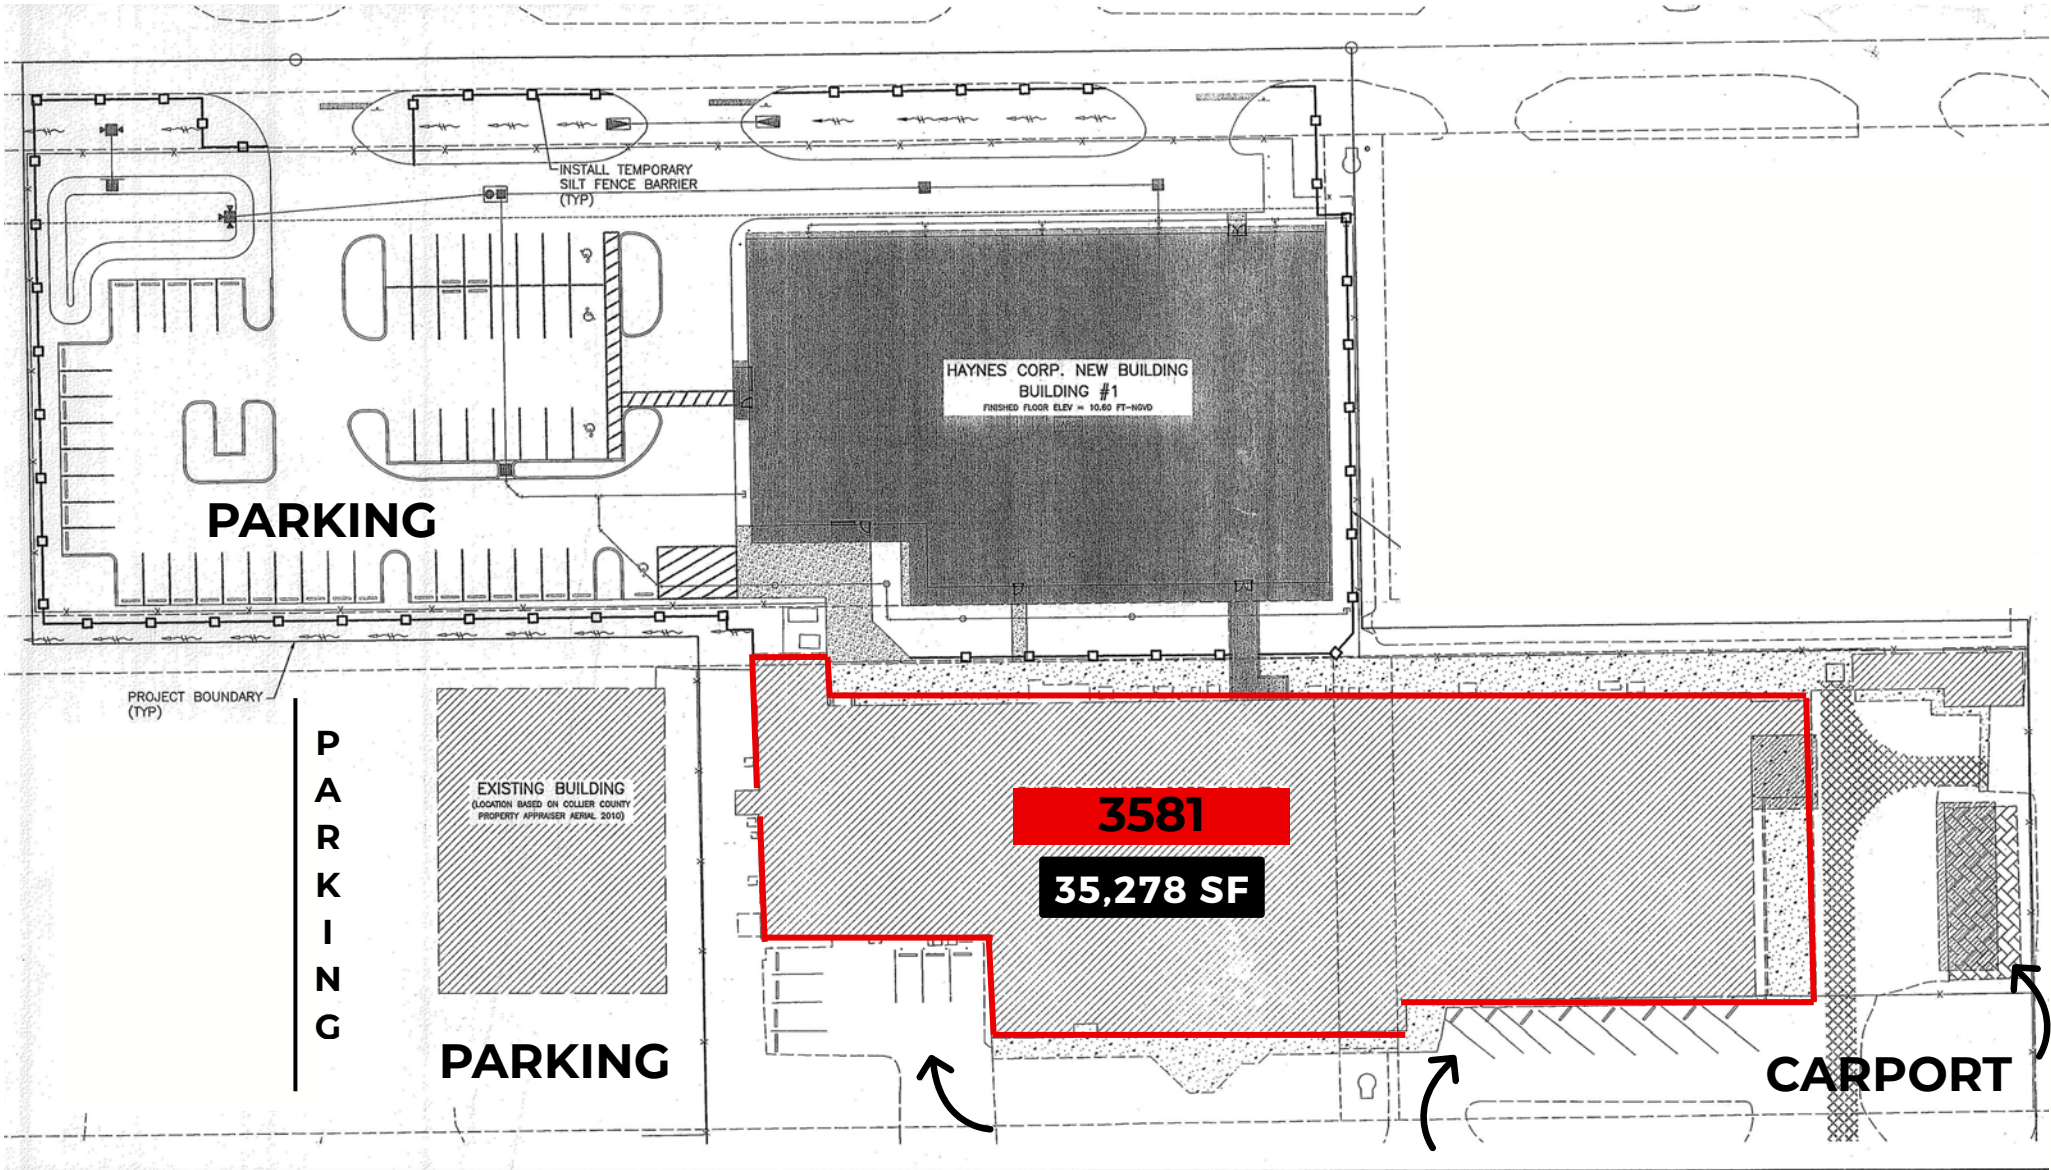 INSTALL TEMPORARY
SILT FENCE BARRIER
(TYP)
HAYNES CORP. NEW BUILDING
BUILDING #1
FINISHED FLOOR ELEV = 10.60 FT-NGVD
PARKING
PROJECT BOUNDARY
(TYP)
PARKING
EXISTING BUILDING
(LOCATION BASED ON COLLIER COUNTY
PROPERTY APPRAISER AERIAL 2010)
3581
35,278 SF
PARKING
CARPORT